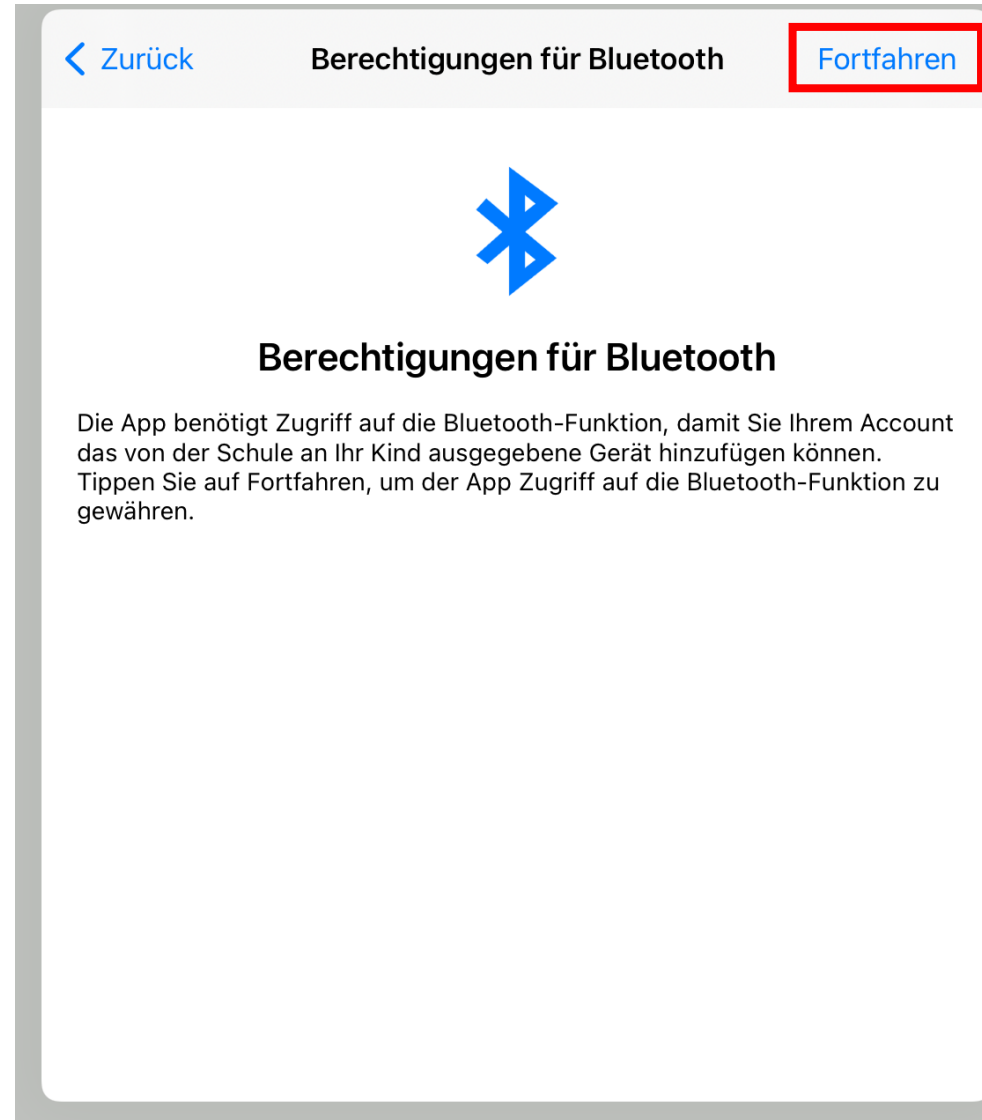 Zurück Berechtigungen für Bluetooth Fortfahren
Berechtigungen für Bluetooth
Die App benötigt Zugriff auf die Bluetooth-Funktion, damit Sie Ihrem Account
das von der Schule an Ihr Kind ausgegebene Gerät hinzufügen können.
Tippen Sie auf Fortfahren, um der App Zugriff auf die Bluetooth-Funktion zu
gewähren.